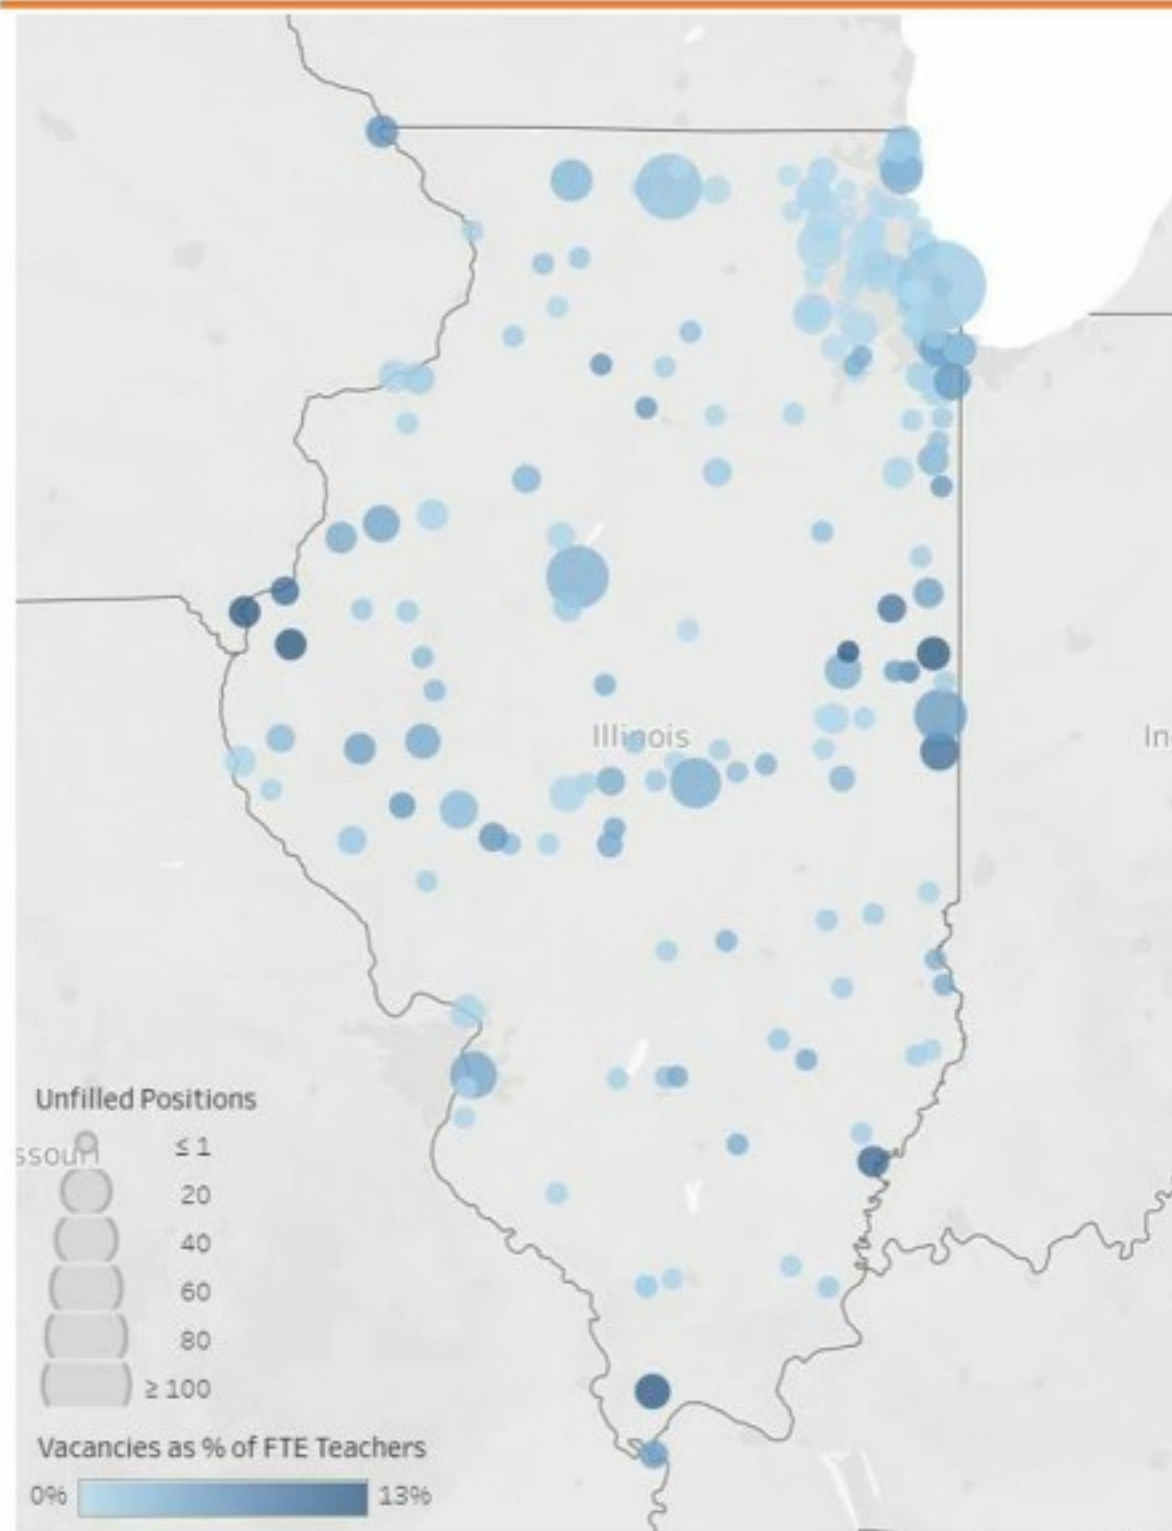 Illinois
In
Unfilled Positions
ssouri
≤ 1
20
40
60
80
≥ 100
Vacancies as % of FTE Teachers
0%
13%